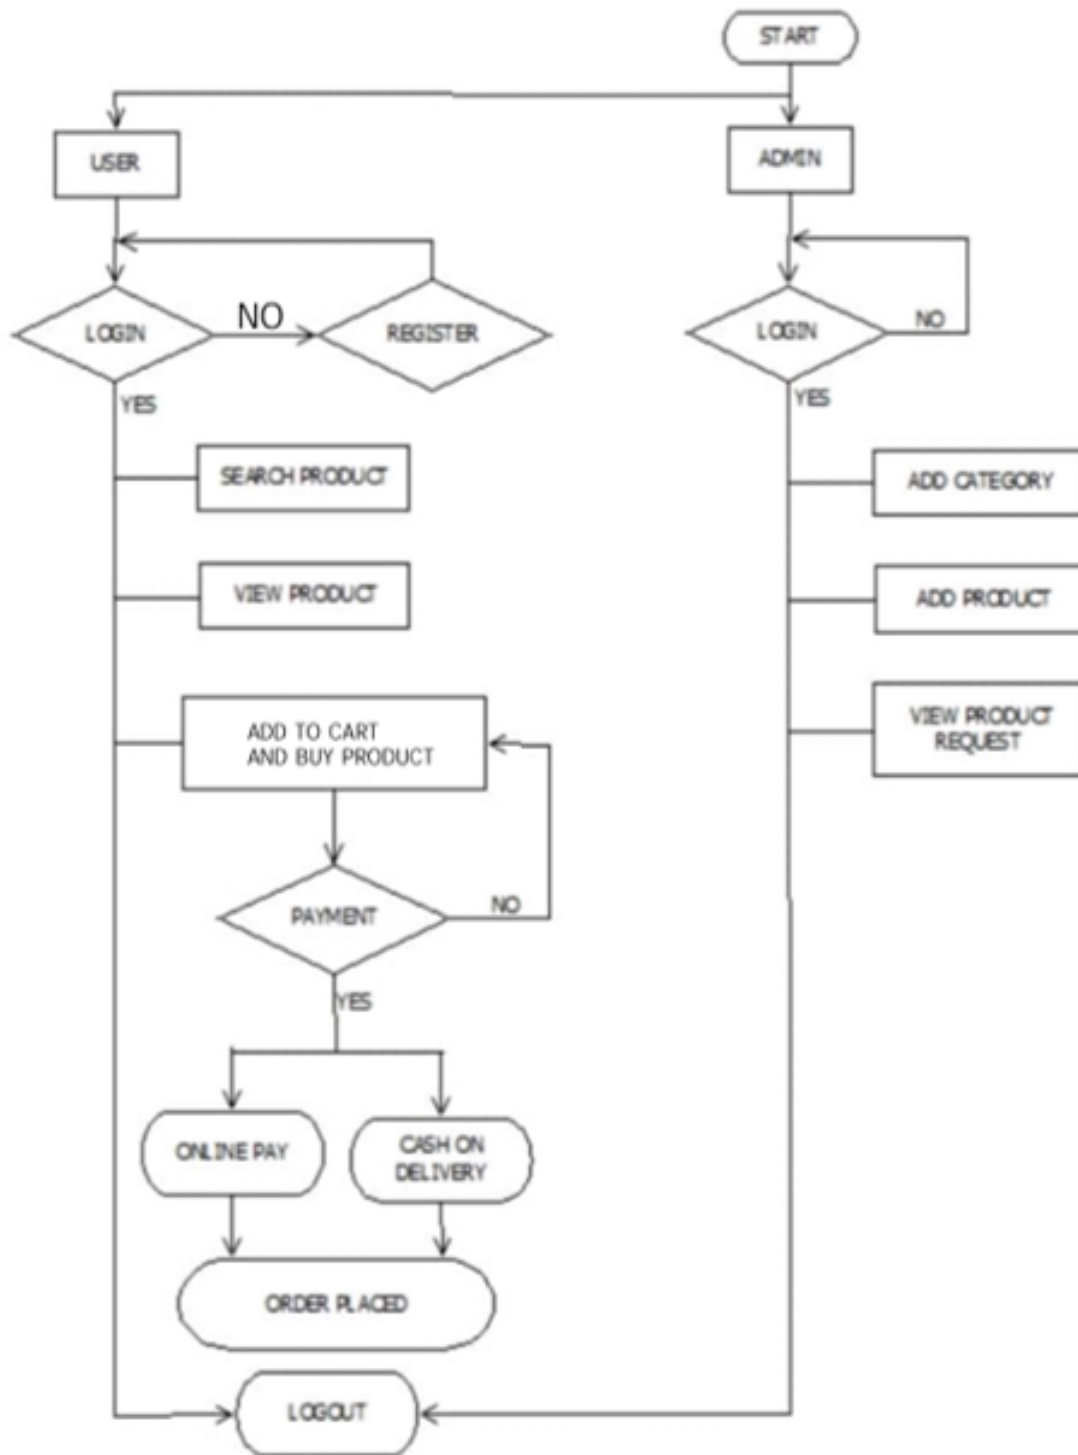 START
USER
ADMIN
LOGIN
NO
REGISTER
LOGIN
NO
YES
YES
SEARCH PRODUCT
ADD CATEGORY
VIEW PRODUCT
ADD PRODUCT
ADD TO CART
AND BUY PRODUCT
VIEW PRODUCT
REQUEST
PAYMENT
NO
YES
ONLINE PAY
CASH ON
DELIVERY
ORDER PLACED
LOGOUT